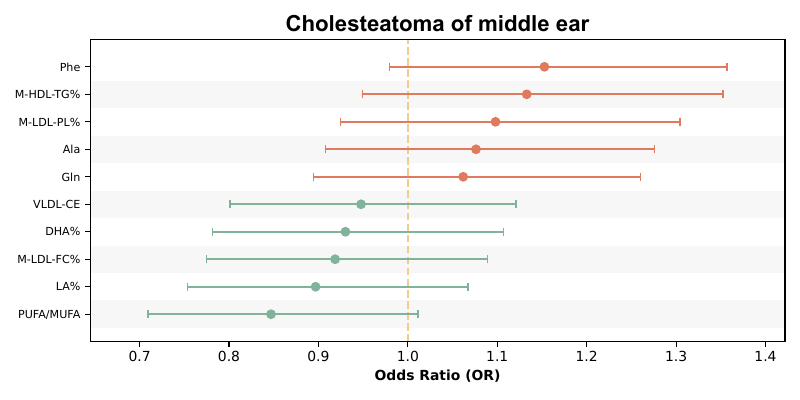 Cholesteatoma of middle ear
Phe
M-HDL-TG%
M-LDL-PL%
Ala
Gln
VLDL-CE
DHA%
M-LDL-FC%
LA%
PUFA/MUFA
0.7 0.8 0.9 1.0 1.1 1.2 1.3 1.4
Odds Ratio (OR)